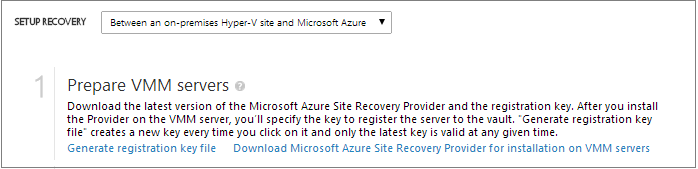 SETUP RECOVERY Between an on-premises Hyper-V site and Microsoft Azure
1 Prepare VMM servers ?
Download the latest version of the Microsoft Azure Site Recovery Provider and the registration key. After you install
the Provider on the VMM server, you'll specify the key to register the server to the vault. "Generate registration key
file" creates a new key every time you click on it and only the latest key is valid at any given time.
Generate registration key file Download Microsoft Azure Site Recovery Provider for installation on VMM servers